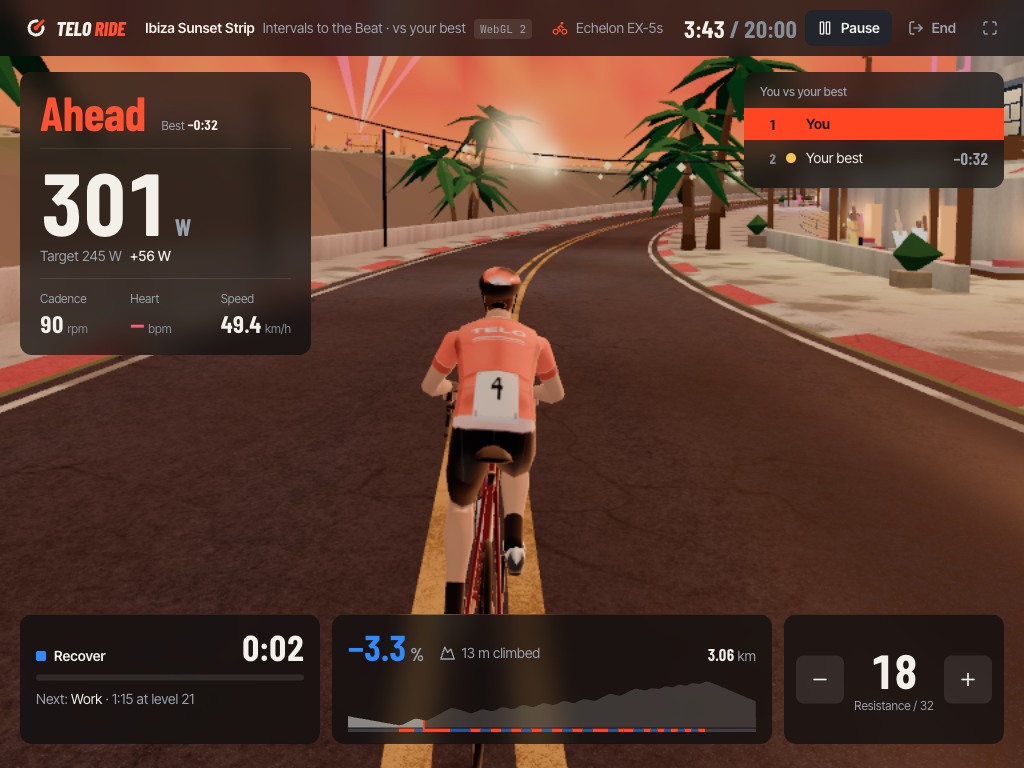 TELO RIDE
Ibiza Sunset Strip Intervals to the Beat · vs your best WebGL 2
Echelon EX-5s
3:43 / 20:00
Pause
End
Ahead Best −0:32
301 W
Target 245 W +56 W
Cadence Heart Speed
90 rpm — bpm 49.4 km/h
You vs your best
1 You
2 Your best −0:32
TELO
4
Recover 0:02
Next: Work · 1:15 at level 21
−3.3 % 13 m climbed 3.06 km
− 18 +
Resistance / 32